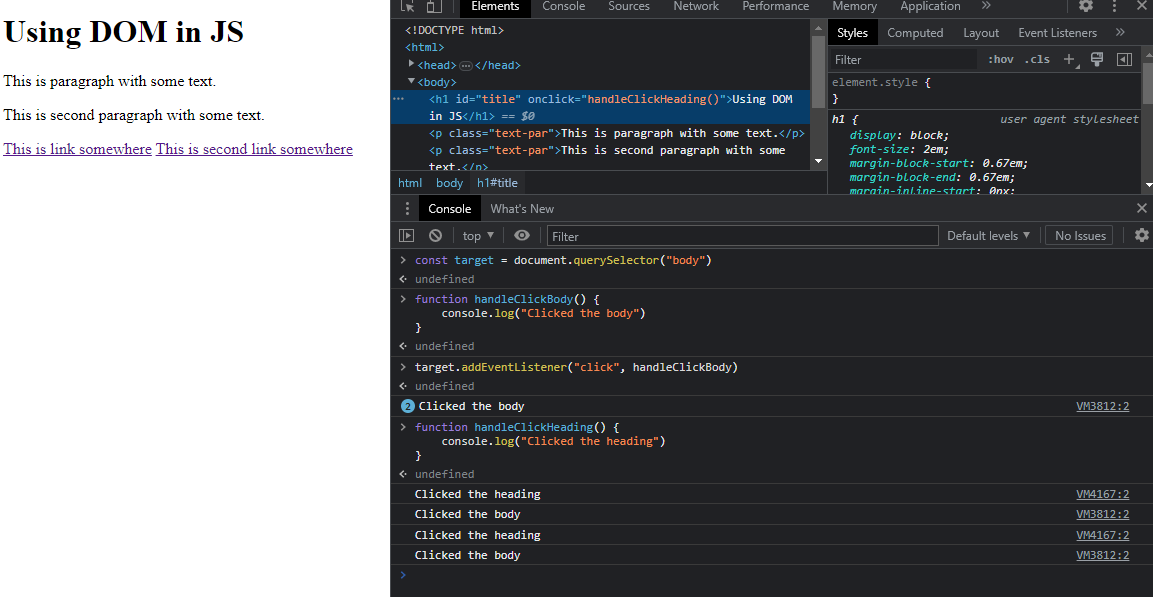 Using DOM in JS
This is paragraph with some text.
This is second paragraph with some text.
This is link somewhere This is second link somewhere
Elements Console Sources Network Performance Memory Application »
<!DOCTYPE html>
<html>
<head> ⋯ </head>
<body>
⋯ <h1 id="title" onclick="handleClickHeading()">Using DOM
in JS</h1> == $0
<p class="text-par">This is paragraph with some text.</p>
<p class="text-par">This is second paragraph with some
text.</p>
html body h1#title
Styles Computed Layout Event Listeners »
Filter :hov .cls +
element.style {
}
h1 { user agent stylesheet
display: block;
font-size: 2em;
margin-block-start: 0.67em;
margin-block-end: 0.67em;
margin-inline-start: 0px;
Console What's New
top ▼ Filter Default levels ▼ No Issues
> const target = document.querySelector("body")
undefined
> function handleClickBody() {
console.log("Clicked the body")
}
undefined
> target.addEventListener("click", handleClickBody)
undefined
2 Clicked the body VM3812:2
> function handleClickHeading() {
console.log("Clicked the heading")
}
undefined
Clicked the heading VM4167:2
Clicked the body VM3812:2
Clicked the heading VM4167:2
Clicked the body VM3812:2
>